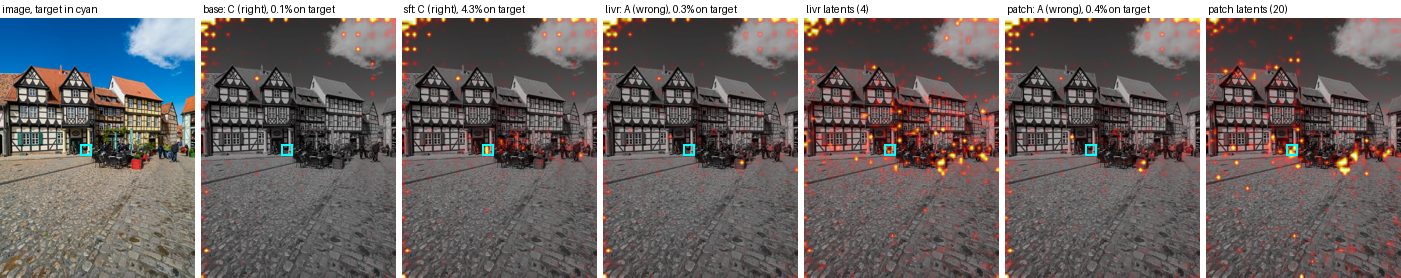 image, target in cyan
base: C (right), 0.1% on target
sft: C (right), 4.3% on target
livr: A (wrong), 0.3% on target
livr latents (4)
patch: A (wrong), 0.4% on target
patch latents (20)